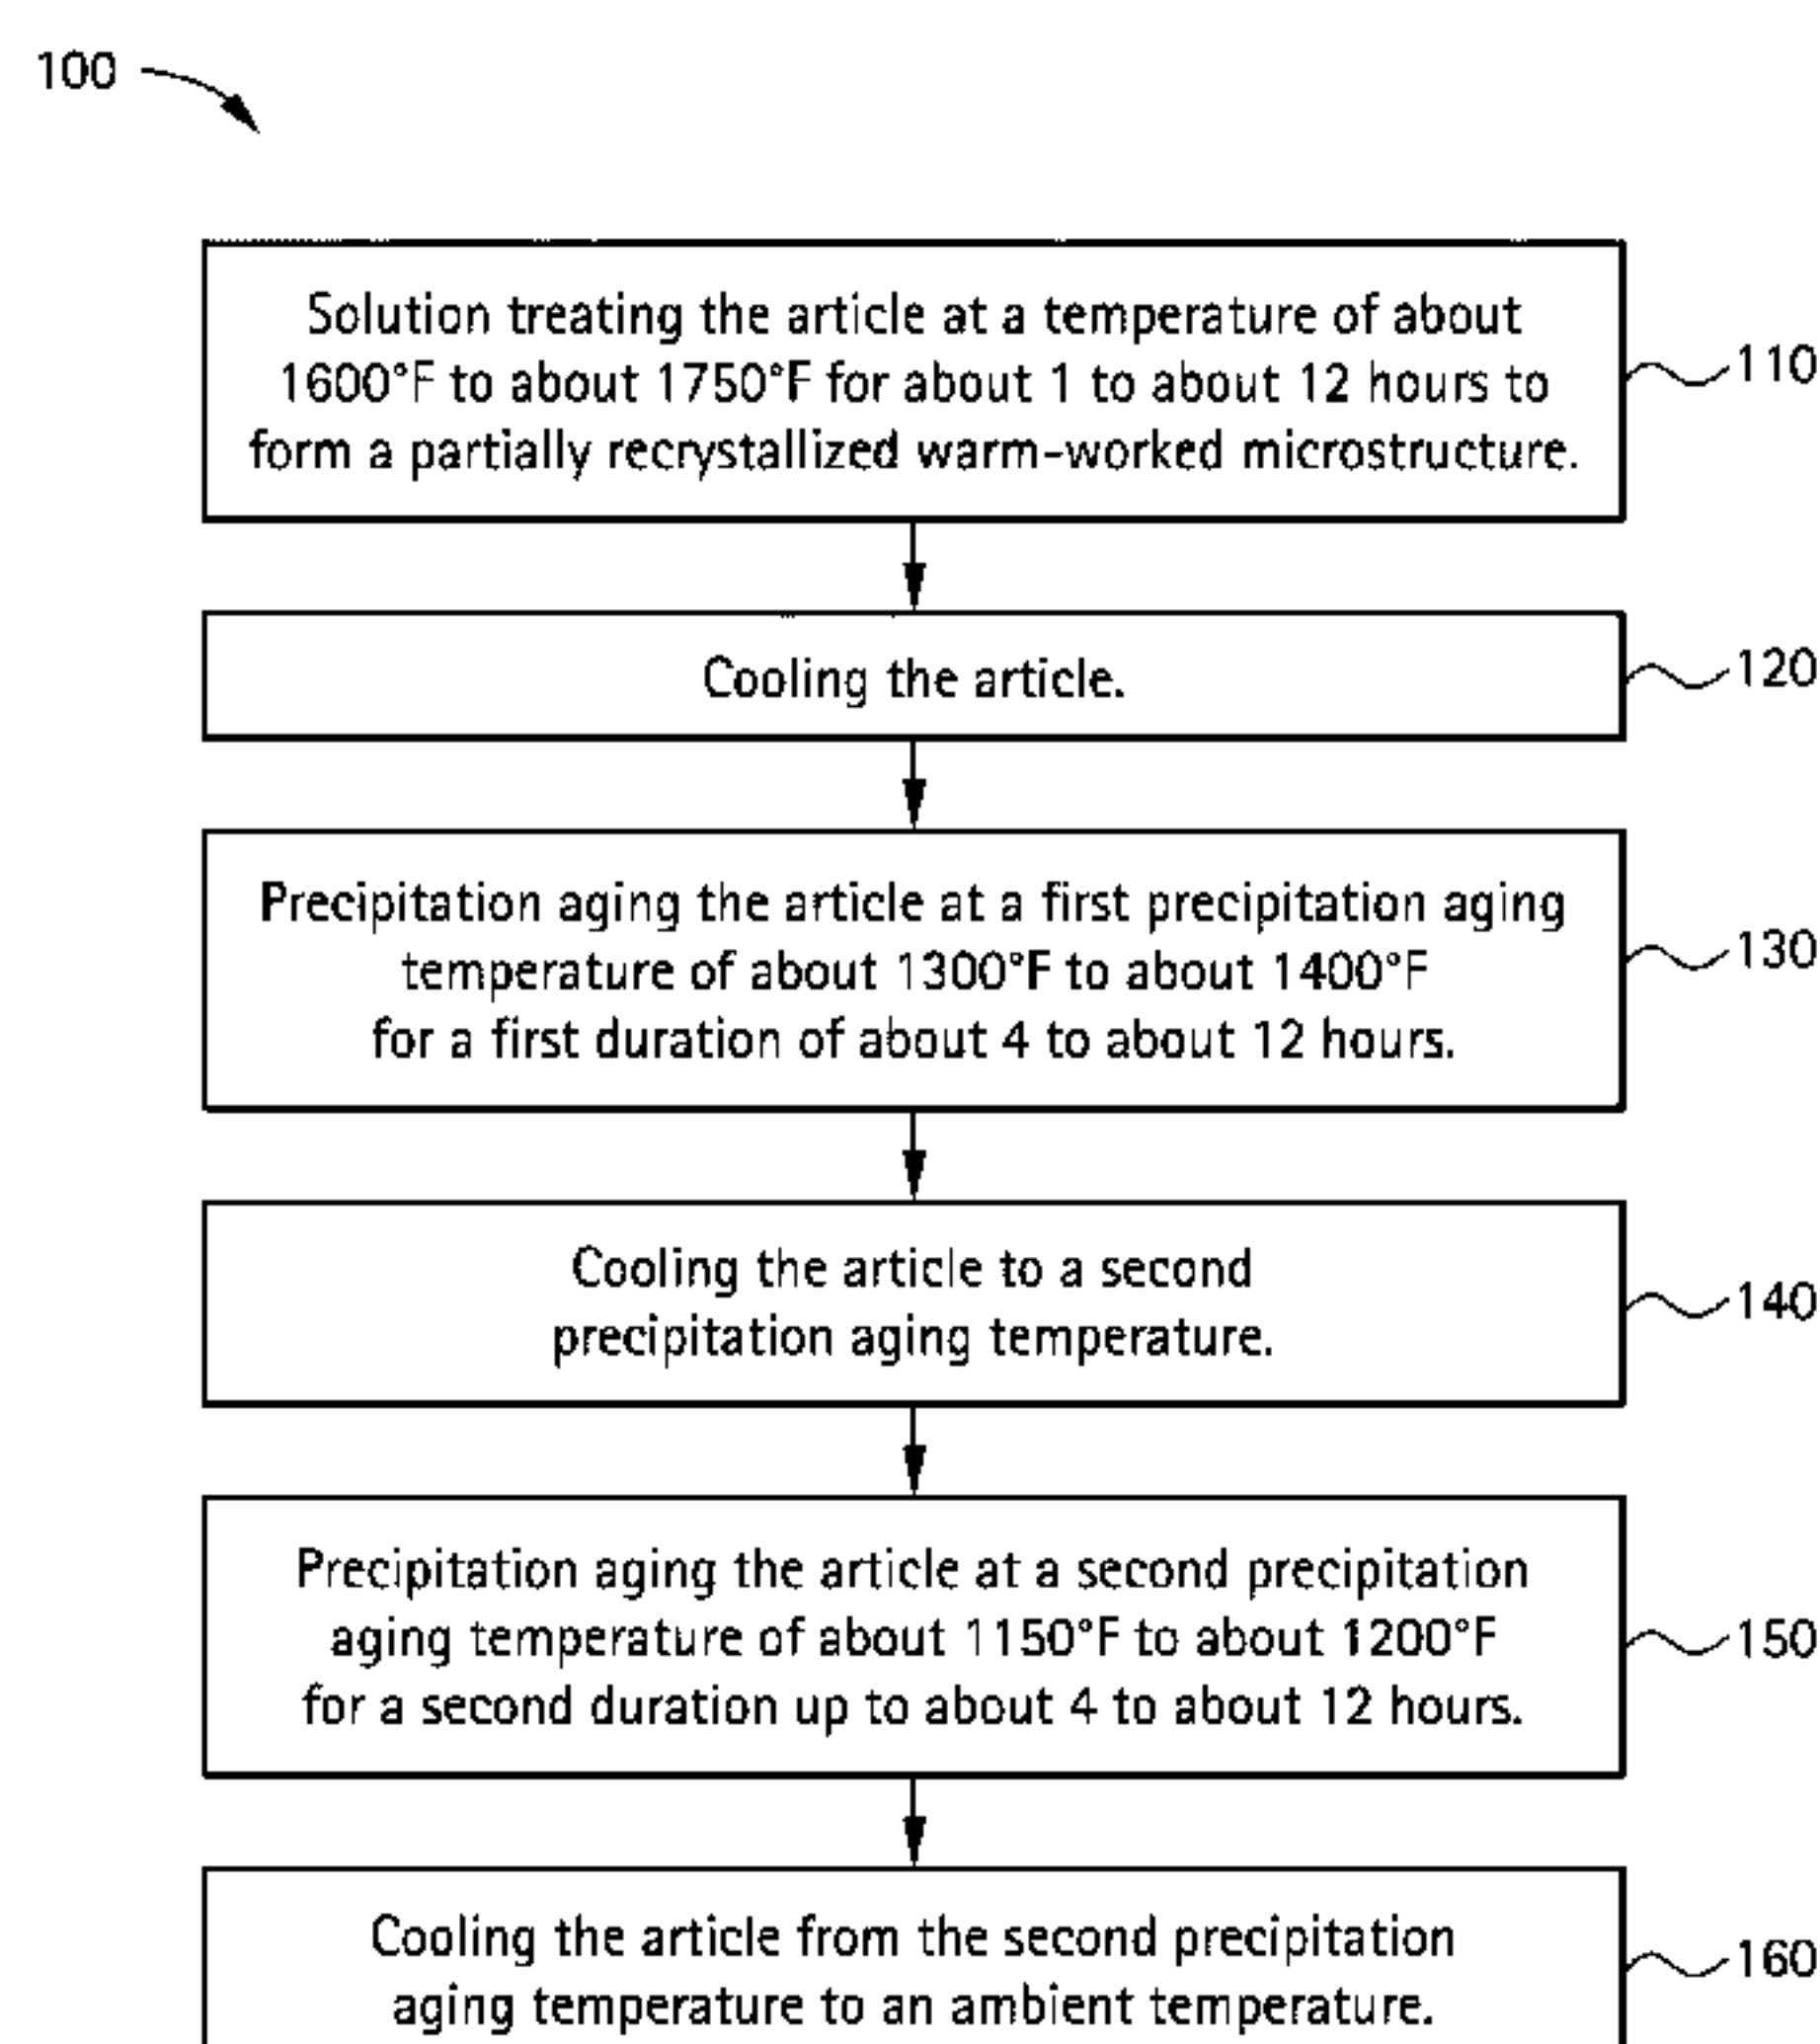 100
Solution treating the article at a temperature of about
1600°F to about 1750°F for about 1 to about 12 hours to
form a partially recrystallized warm-worked microstructure.
110
Cooling the article.
120
Precipitation aging the article at a first precipitation aging
temperature of about 1300°F to about 1400°F
for a first duration of about 4 to about 12 hours.
130
Cooling the article to a second
precipitation aging temperature.
140
Precipitation aging the article at a second precipitation
aging temperature of about 1150°F to about 1200°F
for a second duration up to about 4 to about 12 hours.
150
Cooling the article from the second precipitation
aging temperature to an ambient temperature.
160